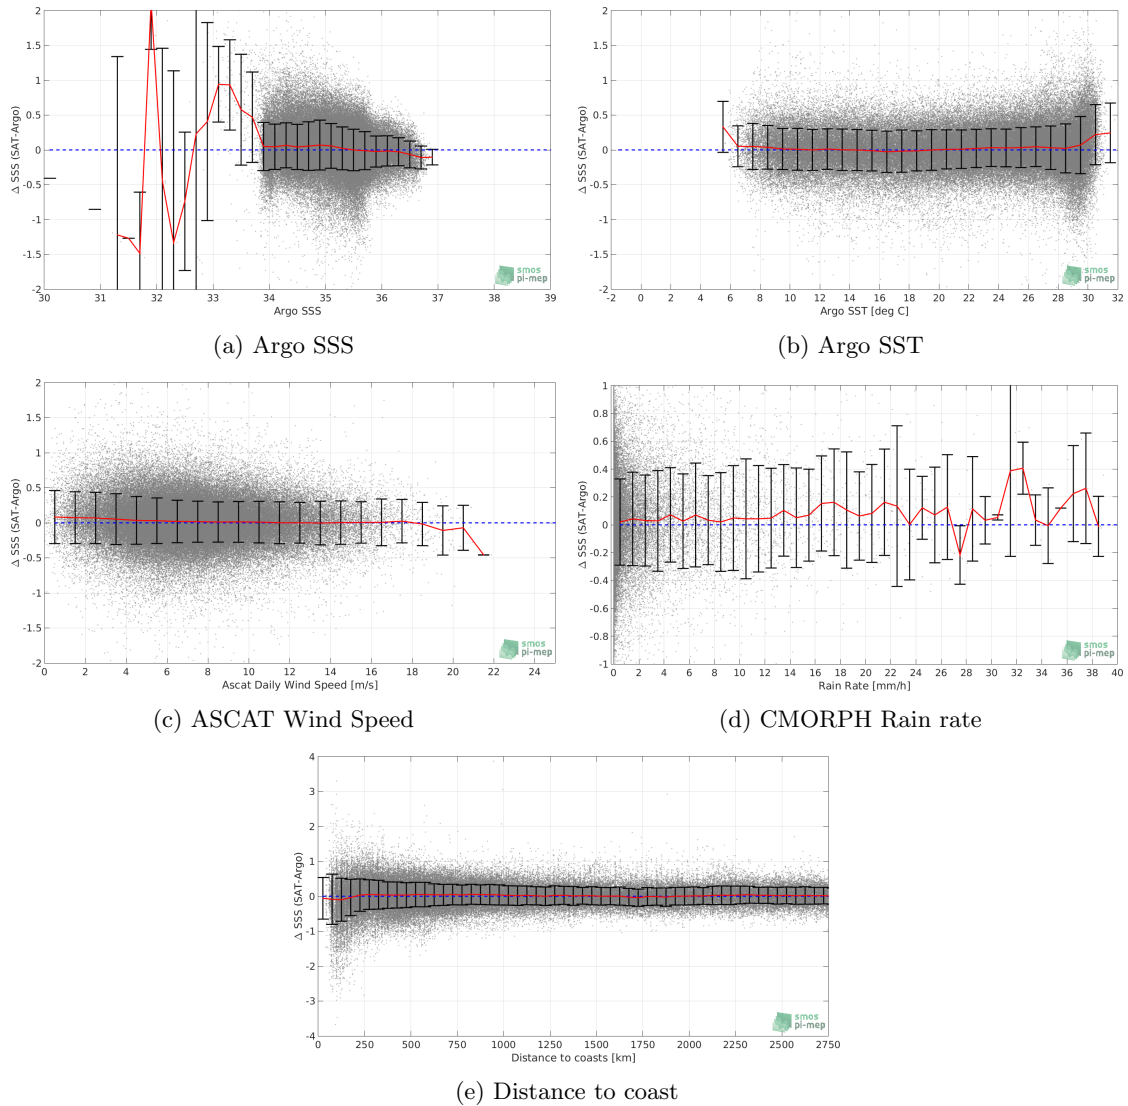 2
1.5
1
0.5
0
-0.5
-1
-1.5
-2
Δ SSS (SAT-Argo)
30 31 32 33 34 35 36 37 38 39
Argo SSS
smos
pi-mep
(a) Argo SSS
2
1.5
1
0.5
0
-0.5
-1
-1.5
-2
Δ SSS (SAT-Argo)
-2 0 2 4 6 8 10 12 14 16 18 20 22 24 26 28 30 32
Argo SST [deg C]
smos
pi-mep
(b) Argo SST
2
1.5
1
0.5
0
-0.5
-1
-1.5
-2
Δ SSS (SAT-Argo)
0 2 4 6 8 10 12 14 16 18 20 22 24
Ascat Daily Wind Speed [m/s]
smos
pi-mep
(c) ASCAT Wind Speed
1
0.8
0.6
0.4
0.2
0
-0.2
-0.4
-0.6
-0.8
-1
Δ SSS (SAT-Argo)
0 2 4 6 8 10 12 14 16 18 20 22 24 26 28 30 32 34 36 38 40
Rain Rate [mm/h]
smos
pi-mep
(d) CMORPH Rain rate
4
3
2
1
0
-1
-2
-3
-4
Δ SSS (SAT-Argo)
0 250 500 750 1000 1250 1500 1750 2000 2250 2500 2750
Distance to coasts [km]
smos
pi-mep
(e) Distance to coast